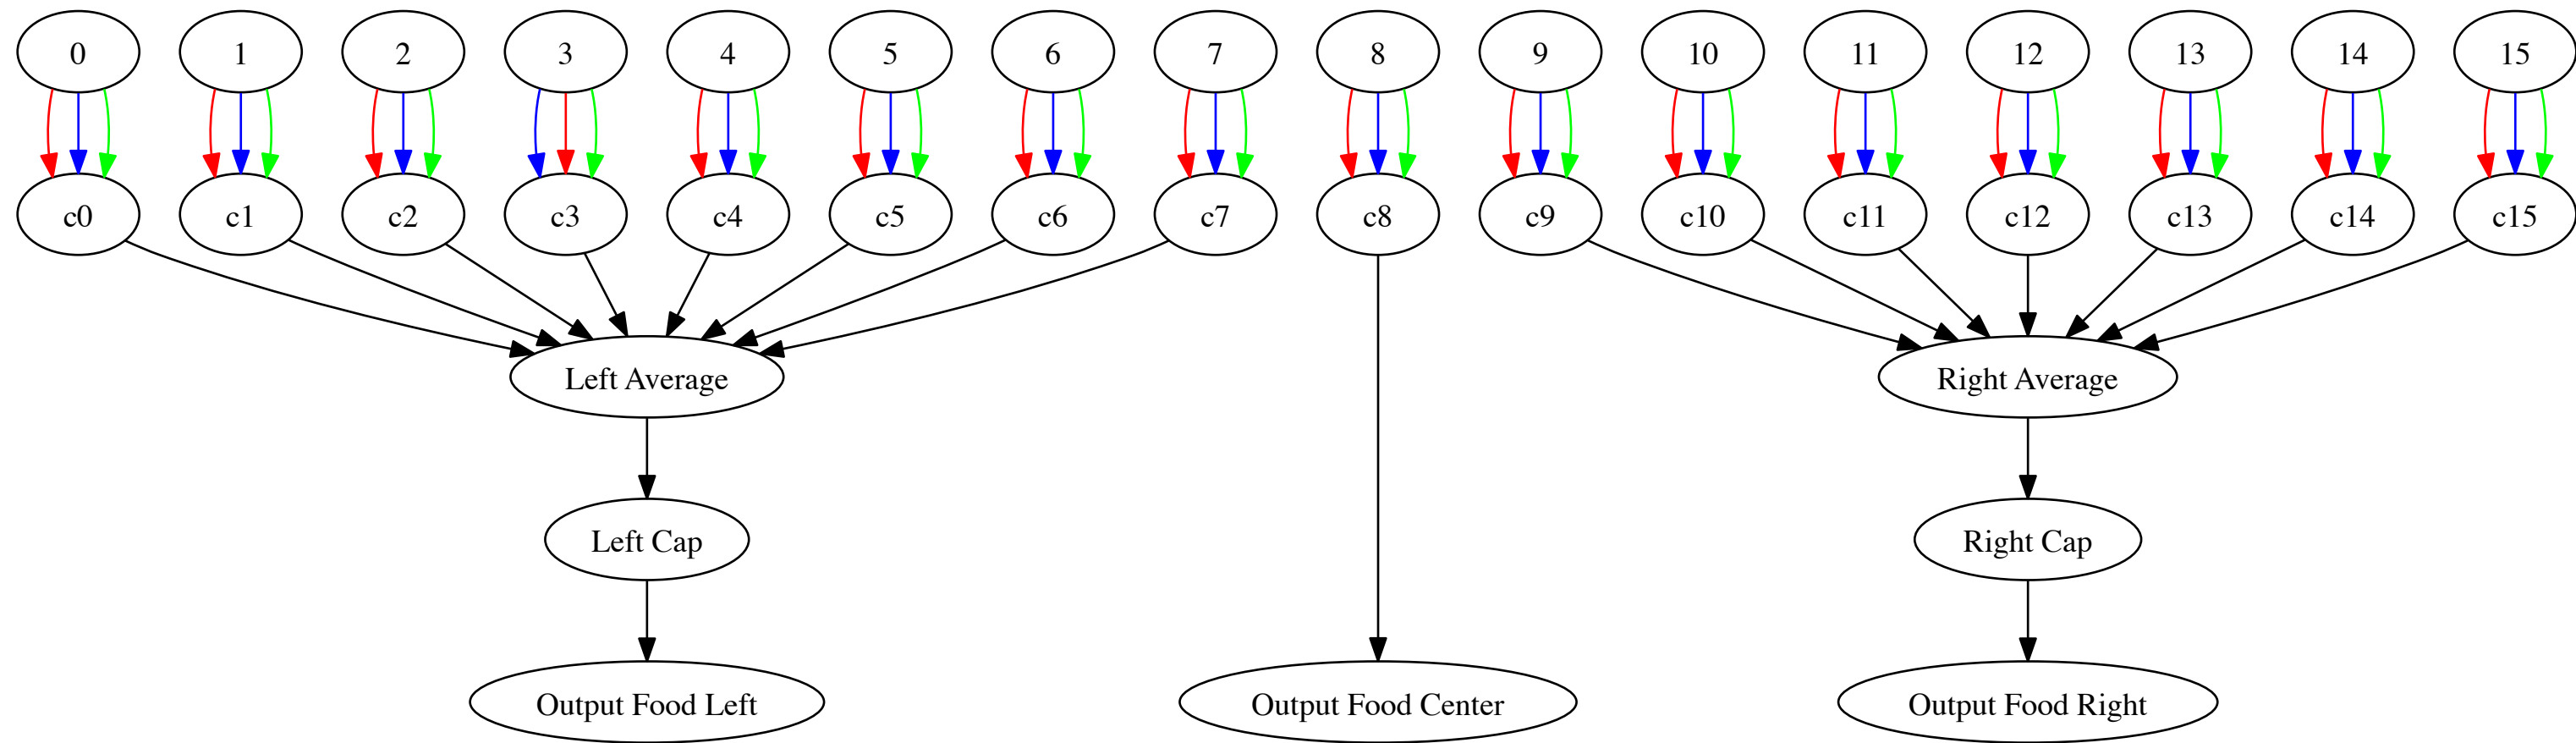 0 1 2 3 4 5 6 7 8 9 10 11 12 13 14 15
c0 c1 c2 c3 c4 c5 c6 c7 c8 c9 c10 c11 c12 c13 c14 c15
Left Average Right Average
Left Cap Right Cap
Output Food Left Output Food Center Output Food Right